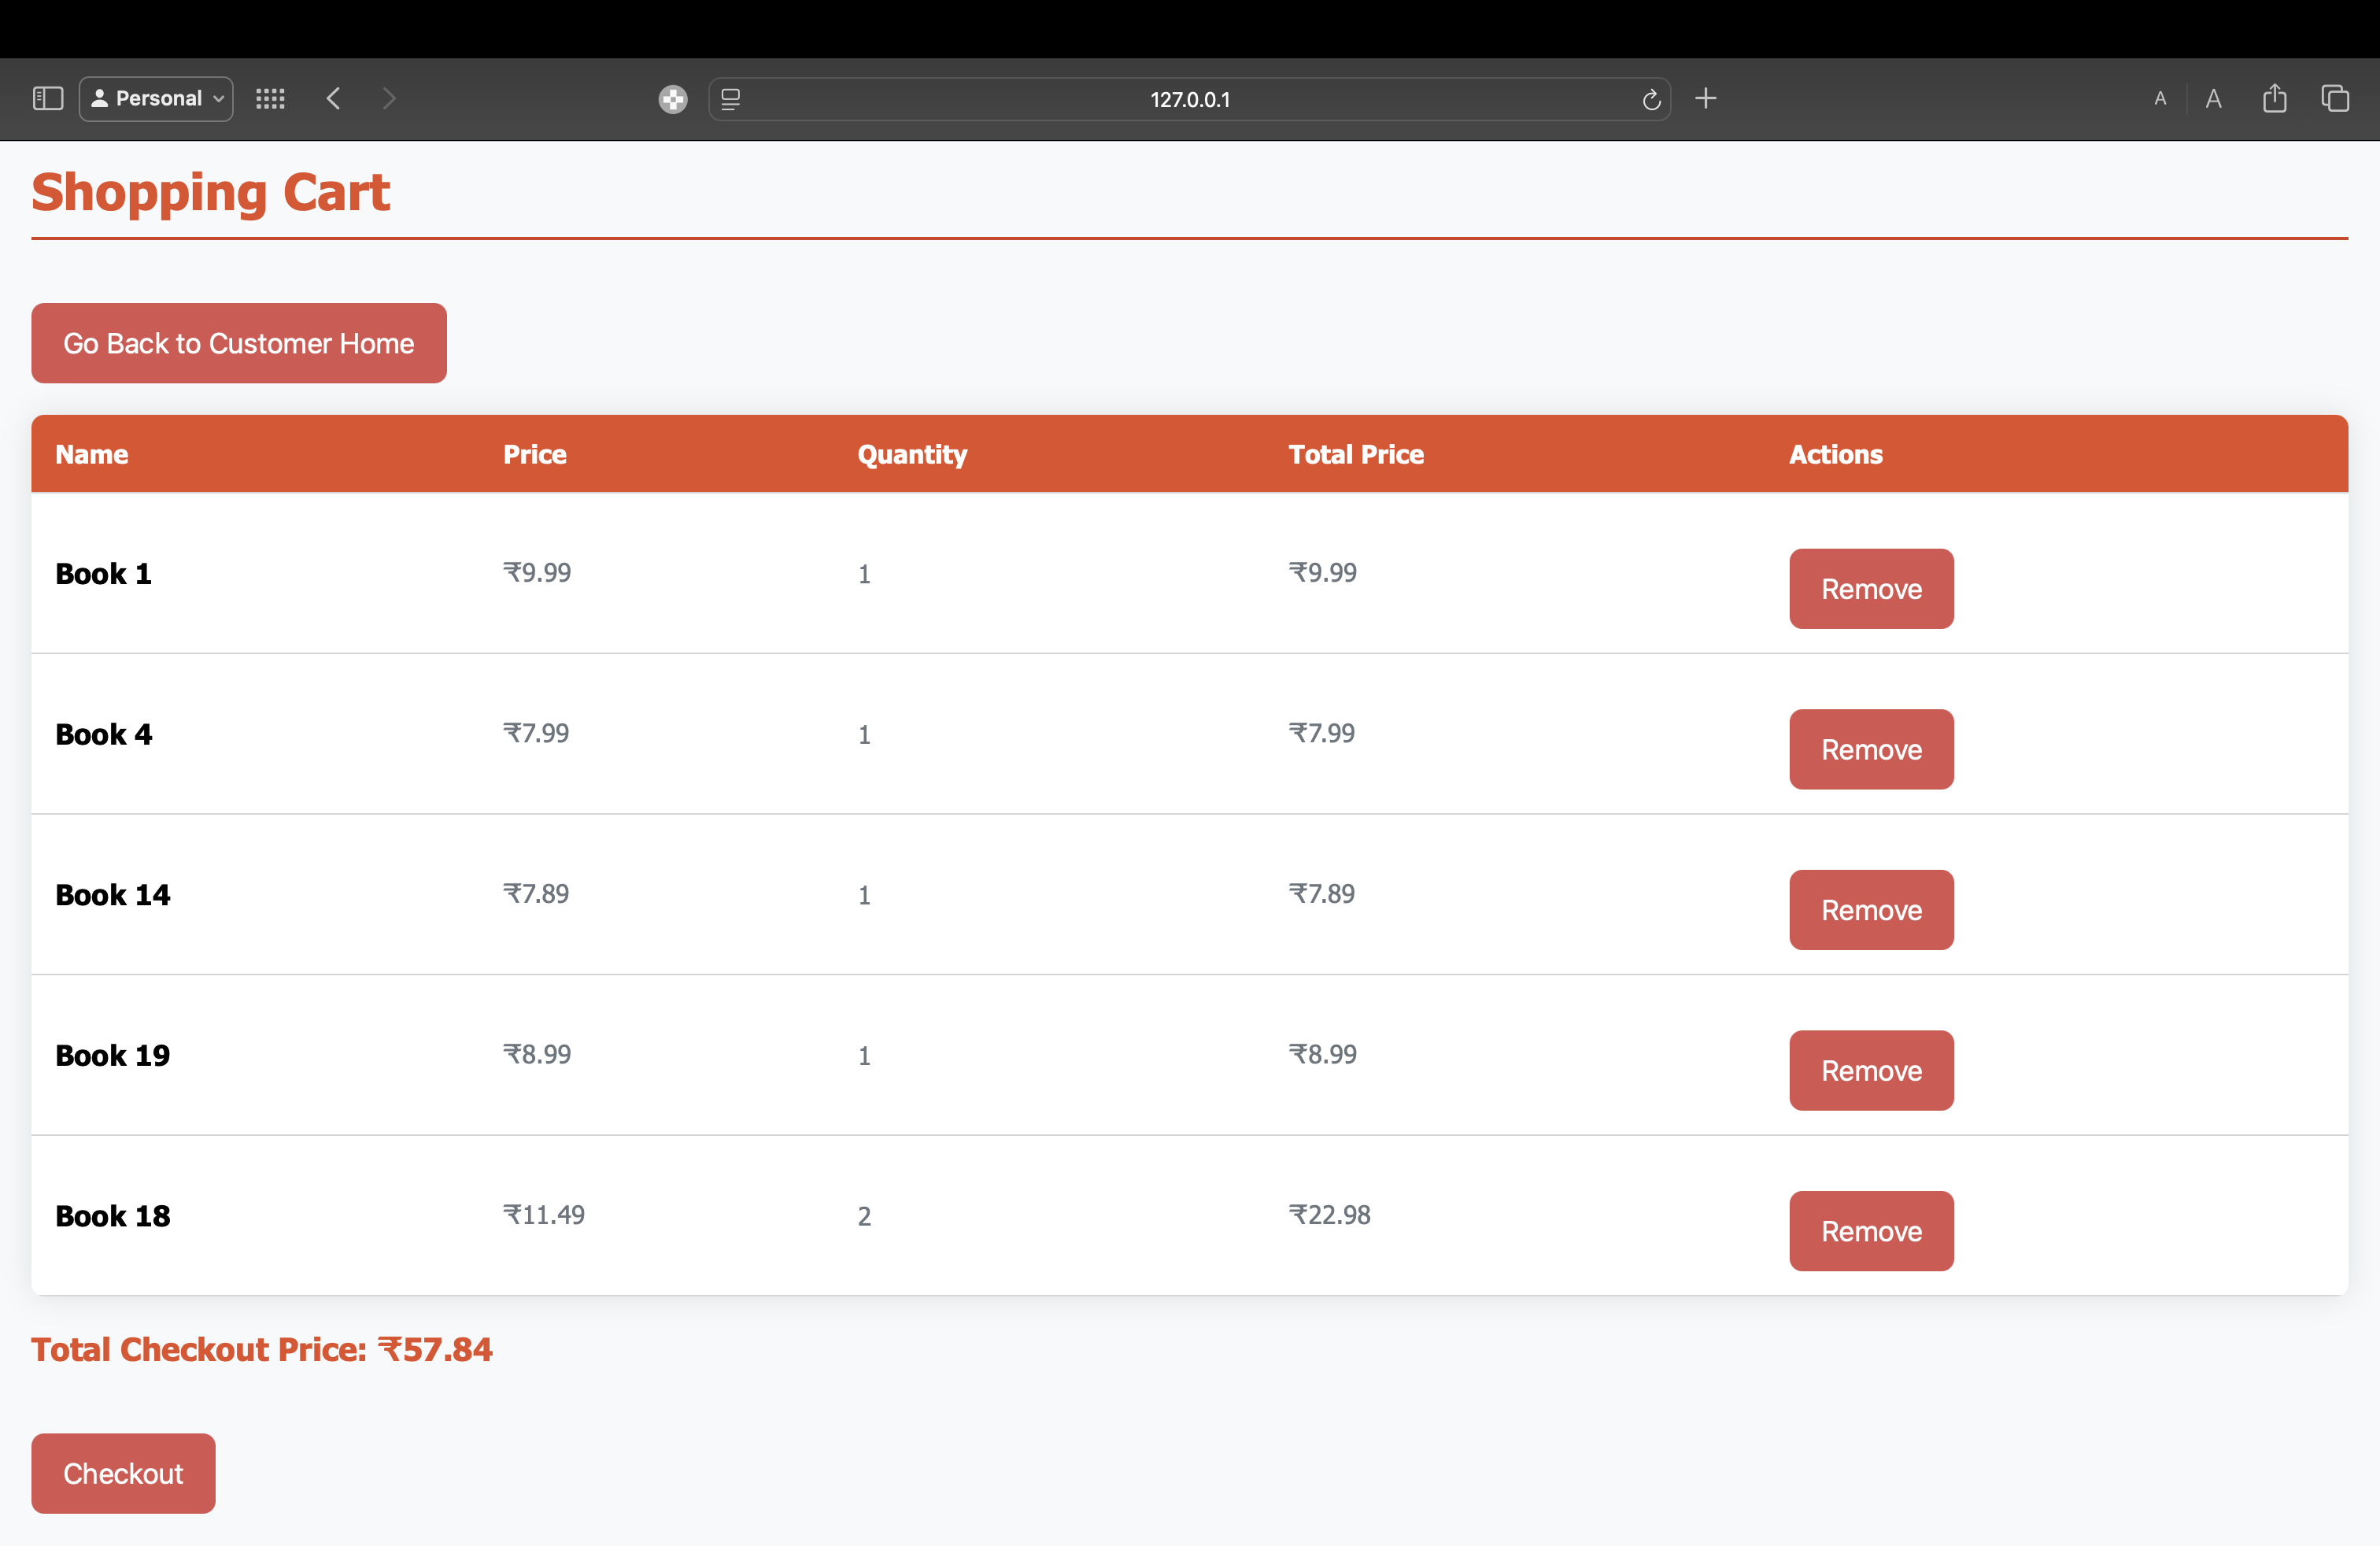 Personal
127.0.0.1
A A
Shopping Cart
Go Back to Customer Home
Name Price Quantity Total Price Actions
Book 1 ₹9.99 1 ₹9.99 Remove
Book 4 ₹7.99 1 ₹7.99 Remove
Book 14 ₹7.89 1 ₹7.89 Remove
Book 19 ₹8.99 1 ₹8.99 Remove
Book 18 ₹11.49 2 ₹22.98 Remove
Total Checkout Price: ₹57.84
Checkout